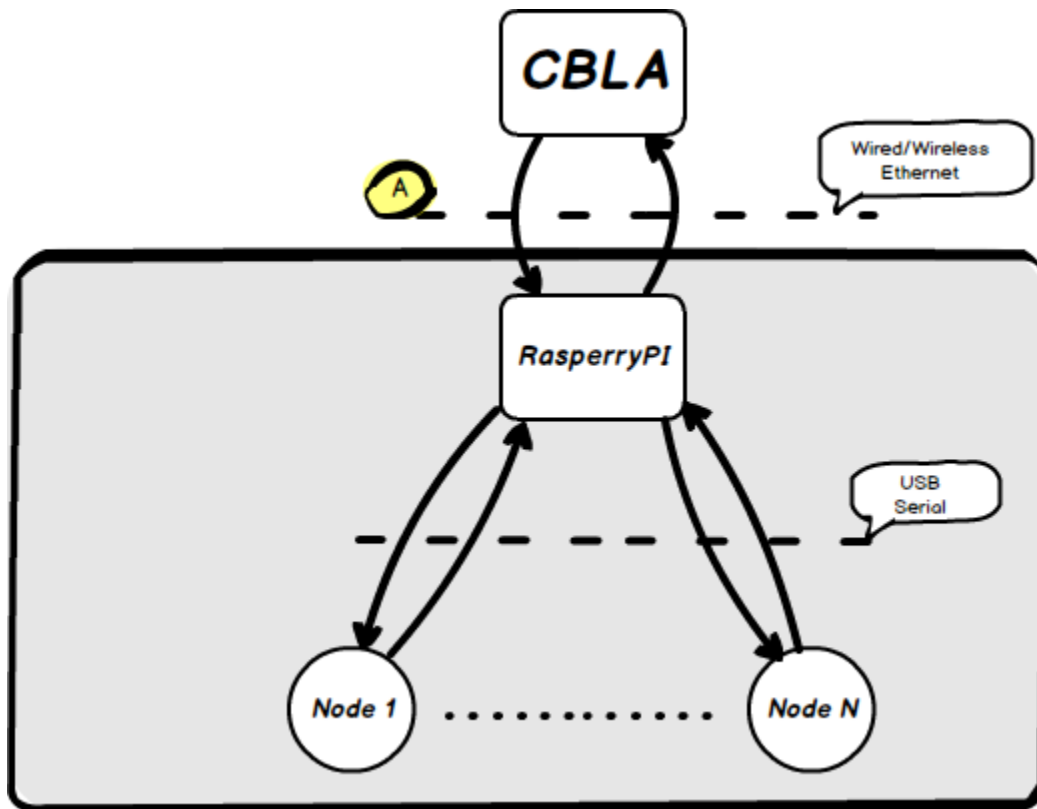 CBLA
Wired/Wireless
Ethernet
A
RasperryPI
USB
Serial
Node 1
Node N